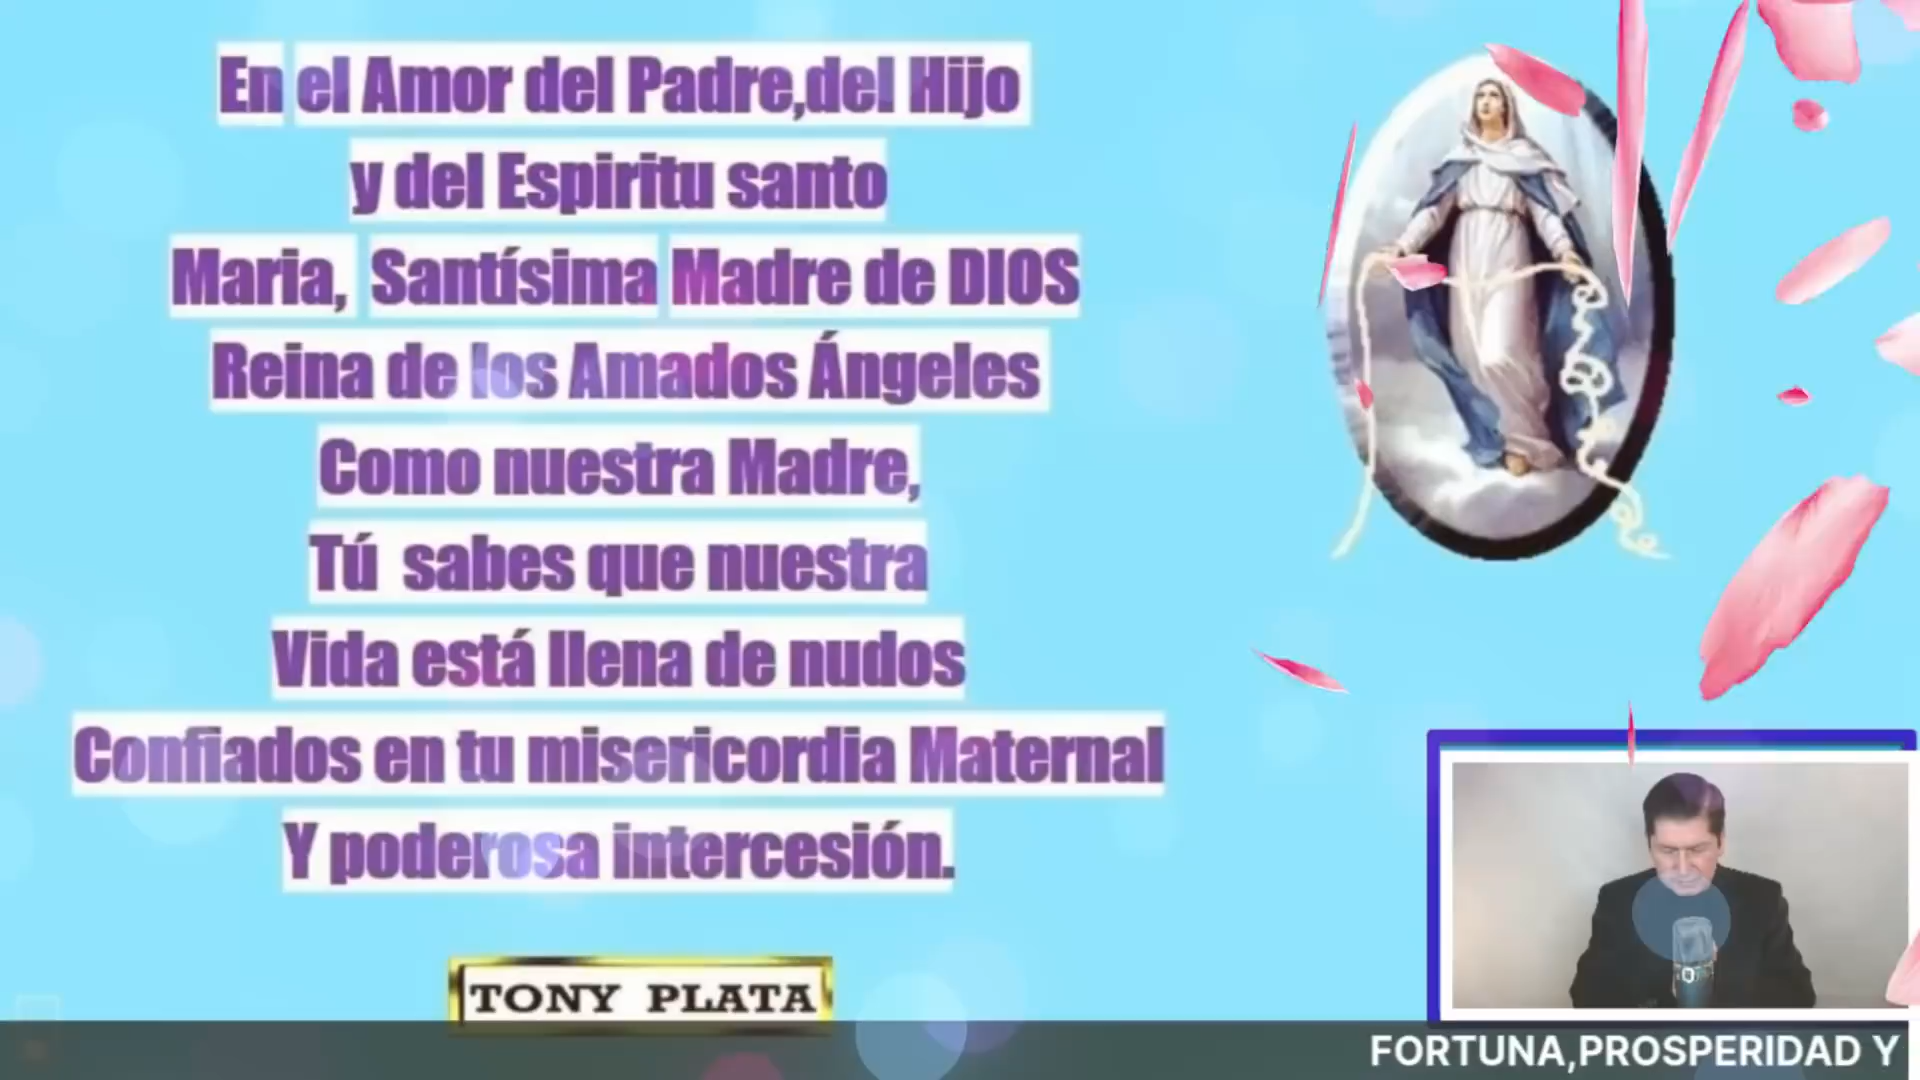 En el Amor del Padre,del Hijo
y del Espiritu santo
Maria, Santísima Madre de DIOS
Reina de los Amados Ángeles
Como nuestra Madre,
Tú sabes que nuestra
Vida está llena de nudos
Confiados en tu misericordia Maternal
Y poderosa intercesión.
TONY PLATA
FORTUNA,PROSPERIDAD Y